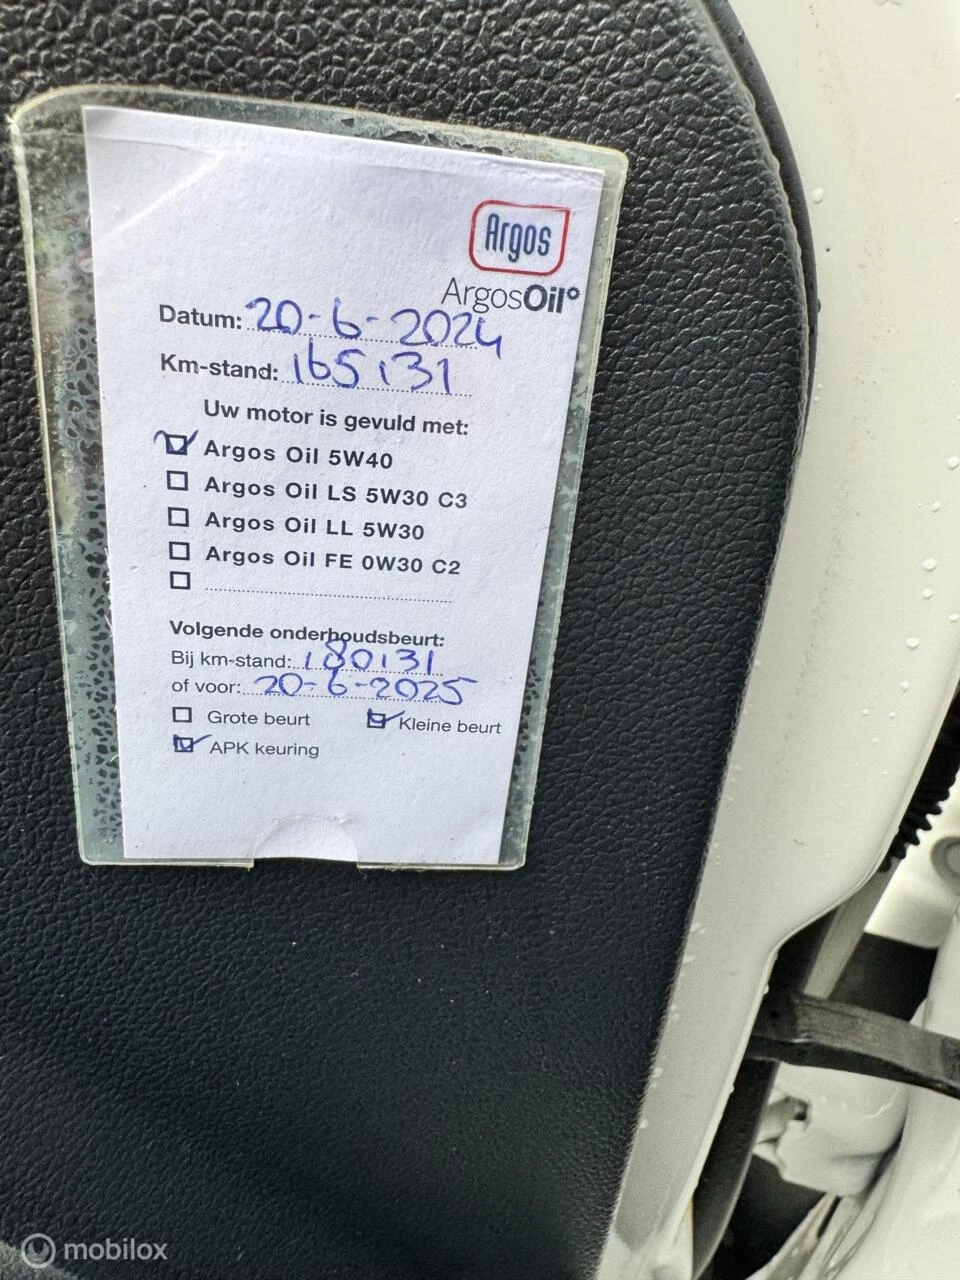 Argos
ArgosOil
Datum: 20-6-2024
Km-stand: 165131
Uw motor is gevuld met:
Argos Oil 5W40
Argos Oil LS 5W30 C3
Argos Oil LL 5W30
Argos Oil FE 0W30 C2
Volgende onderhoudsbeurt:
Bij km-stand: 180131
of voor: 20-6-2025
Grote beurt Kleine beurt
APK keuring
mobilox